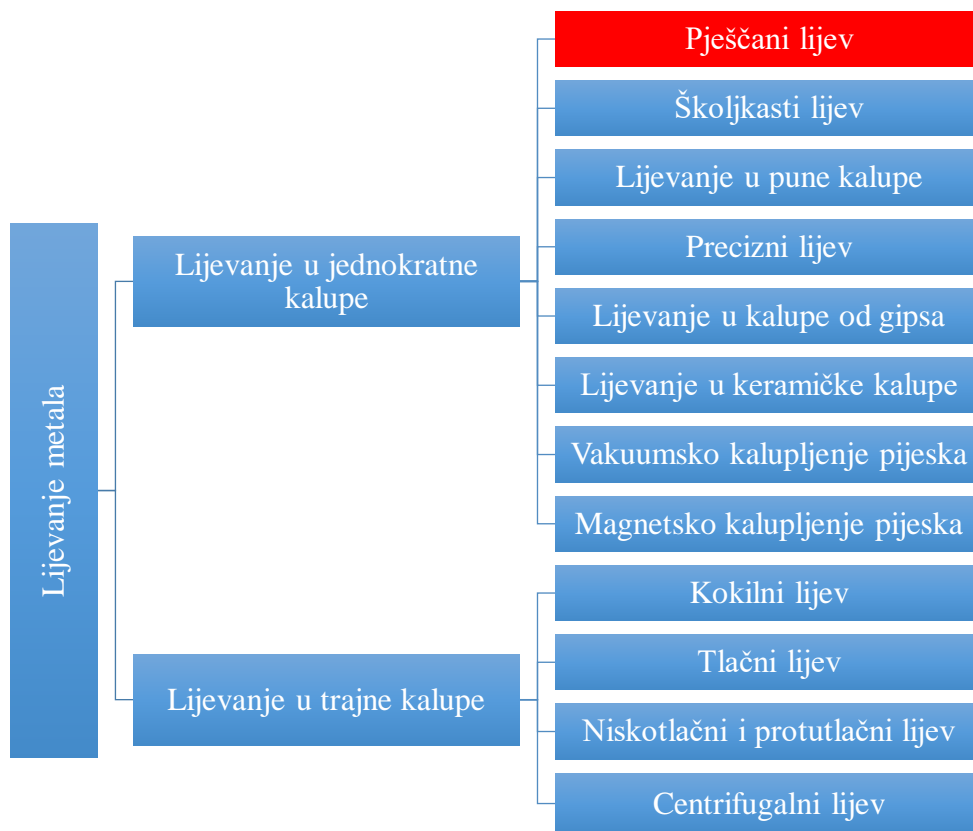 Lijevanje metala
Lijevanje u jednokratne
kalupe
Pješčani lijev
Školjkasti lijev
Lijevanje u pune kalupe
Precizni lijev
Lijevanje u kalupe od gipsa
Lijevanje u keramičke kalupe
Vakuumsko kalupljenje pijeska
Magnetsko kalupljenje pijeska
Lijevanje u trajne kalupe
Kokilni lijev
Tlačni lijev
Niskotlačni i protutlačni lijev
Centrifugalni lijev